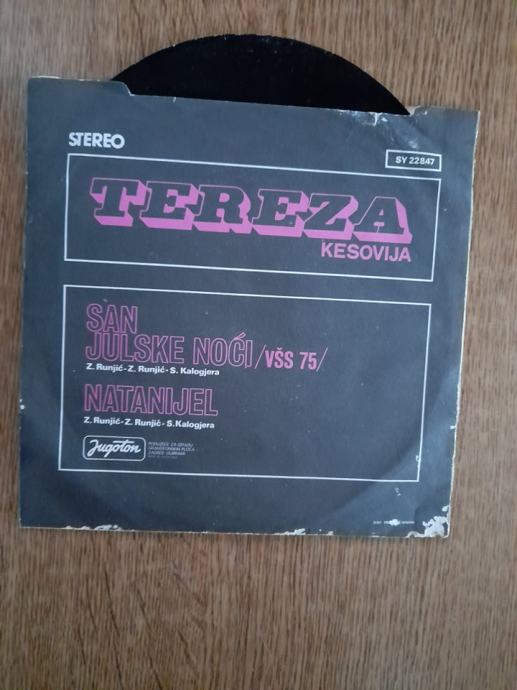 STEREO
SY 22847
TEREZA
KESOVIJA
SAN
JULSKE NOĆI /VŠS 75/
Z. Runjić - Z. Runjić - S. Kalogjera
NATANIJEL
Z. Runjić - Z. Runjić - S. Kalogjera
Jugoton